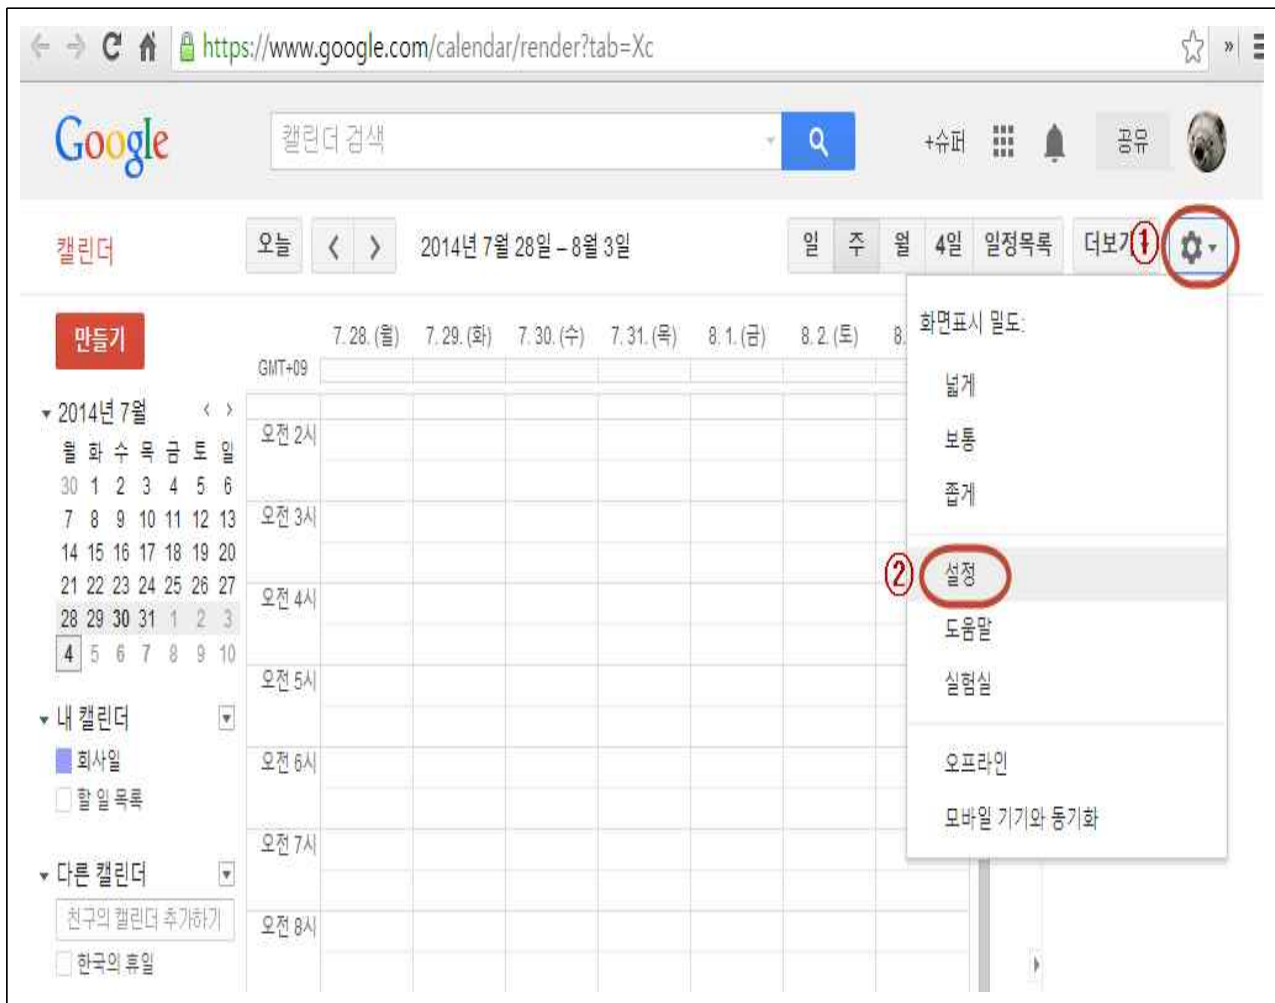 https://www.google.com/calendar/render?tab=Xc
»
Google
캘린더 검색
+슈퍼
공유
캘린더
오늘
2014년 7월 28일 – 8월 3일
일 주 월 4일 일정목록
①
②
화면표시 밀도:
넓게
보통
좁게
설정
도움말
실험실
오프라인
모바일 기기와 동기화
만들기
7. 28. (월) 7. 29. (화) 7. 30. (수) 7. 31. (목) 8. 1. (금) 8. 2. (토) 8.
GMT+09
오전 2시
오전 3시
오전 4시
오전 5시
오전 6시
오전 7시
오전 8시
2014년 7월
월 화 수 목 금 토 일
30 1 2 3 4 5 6
7 8 9 10 11 12 13
14 15 16 17 18 19 20
21 22 23 24 25 26 27
28 29 30 31 1 2 3
4 5 6 7 8 9 10
내 캘린더
회사일
할 일 목록
다른 캘린더
친구의 캘린더 추가하기
한국의 휴일